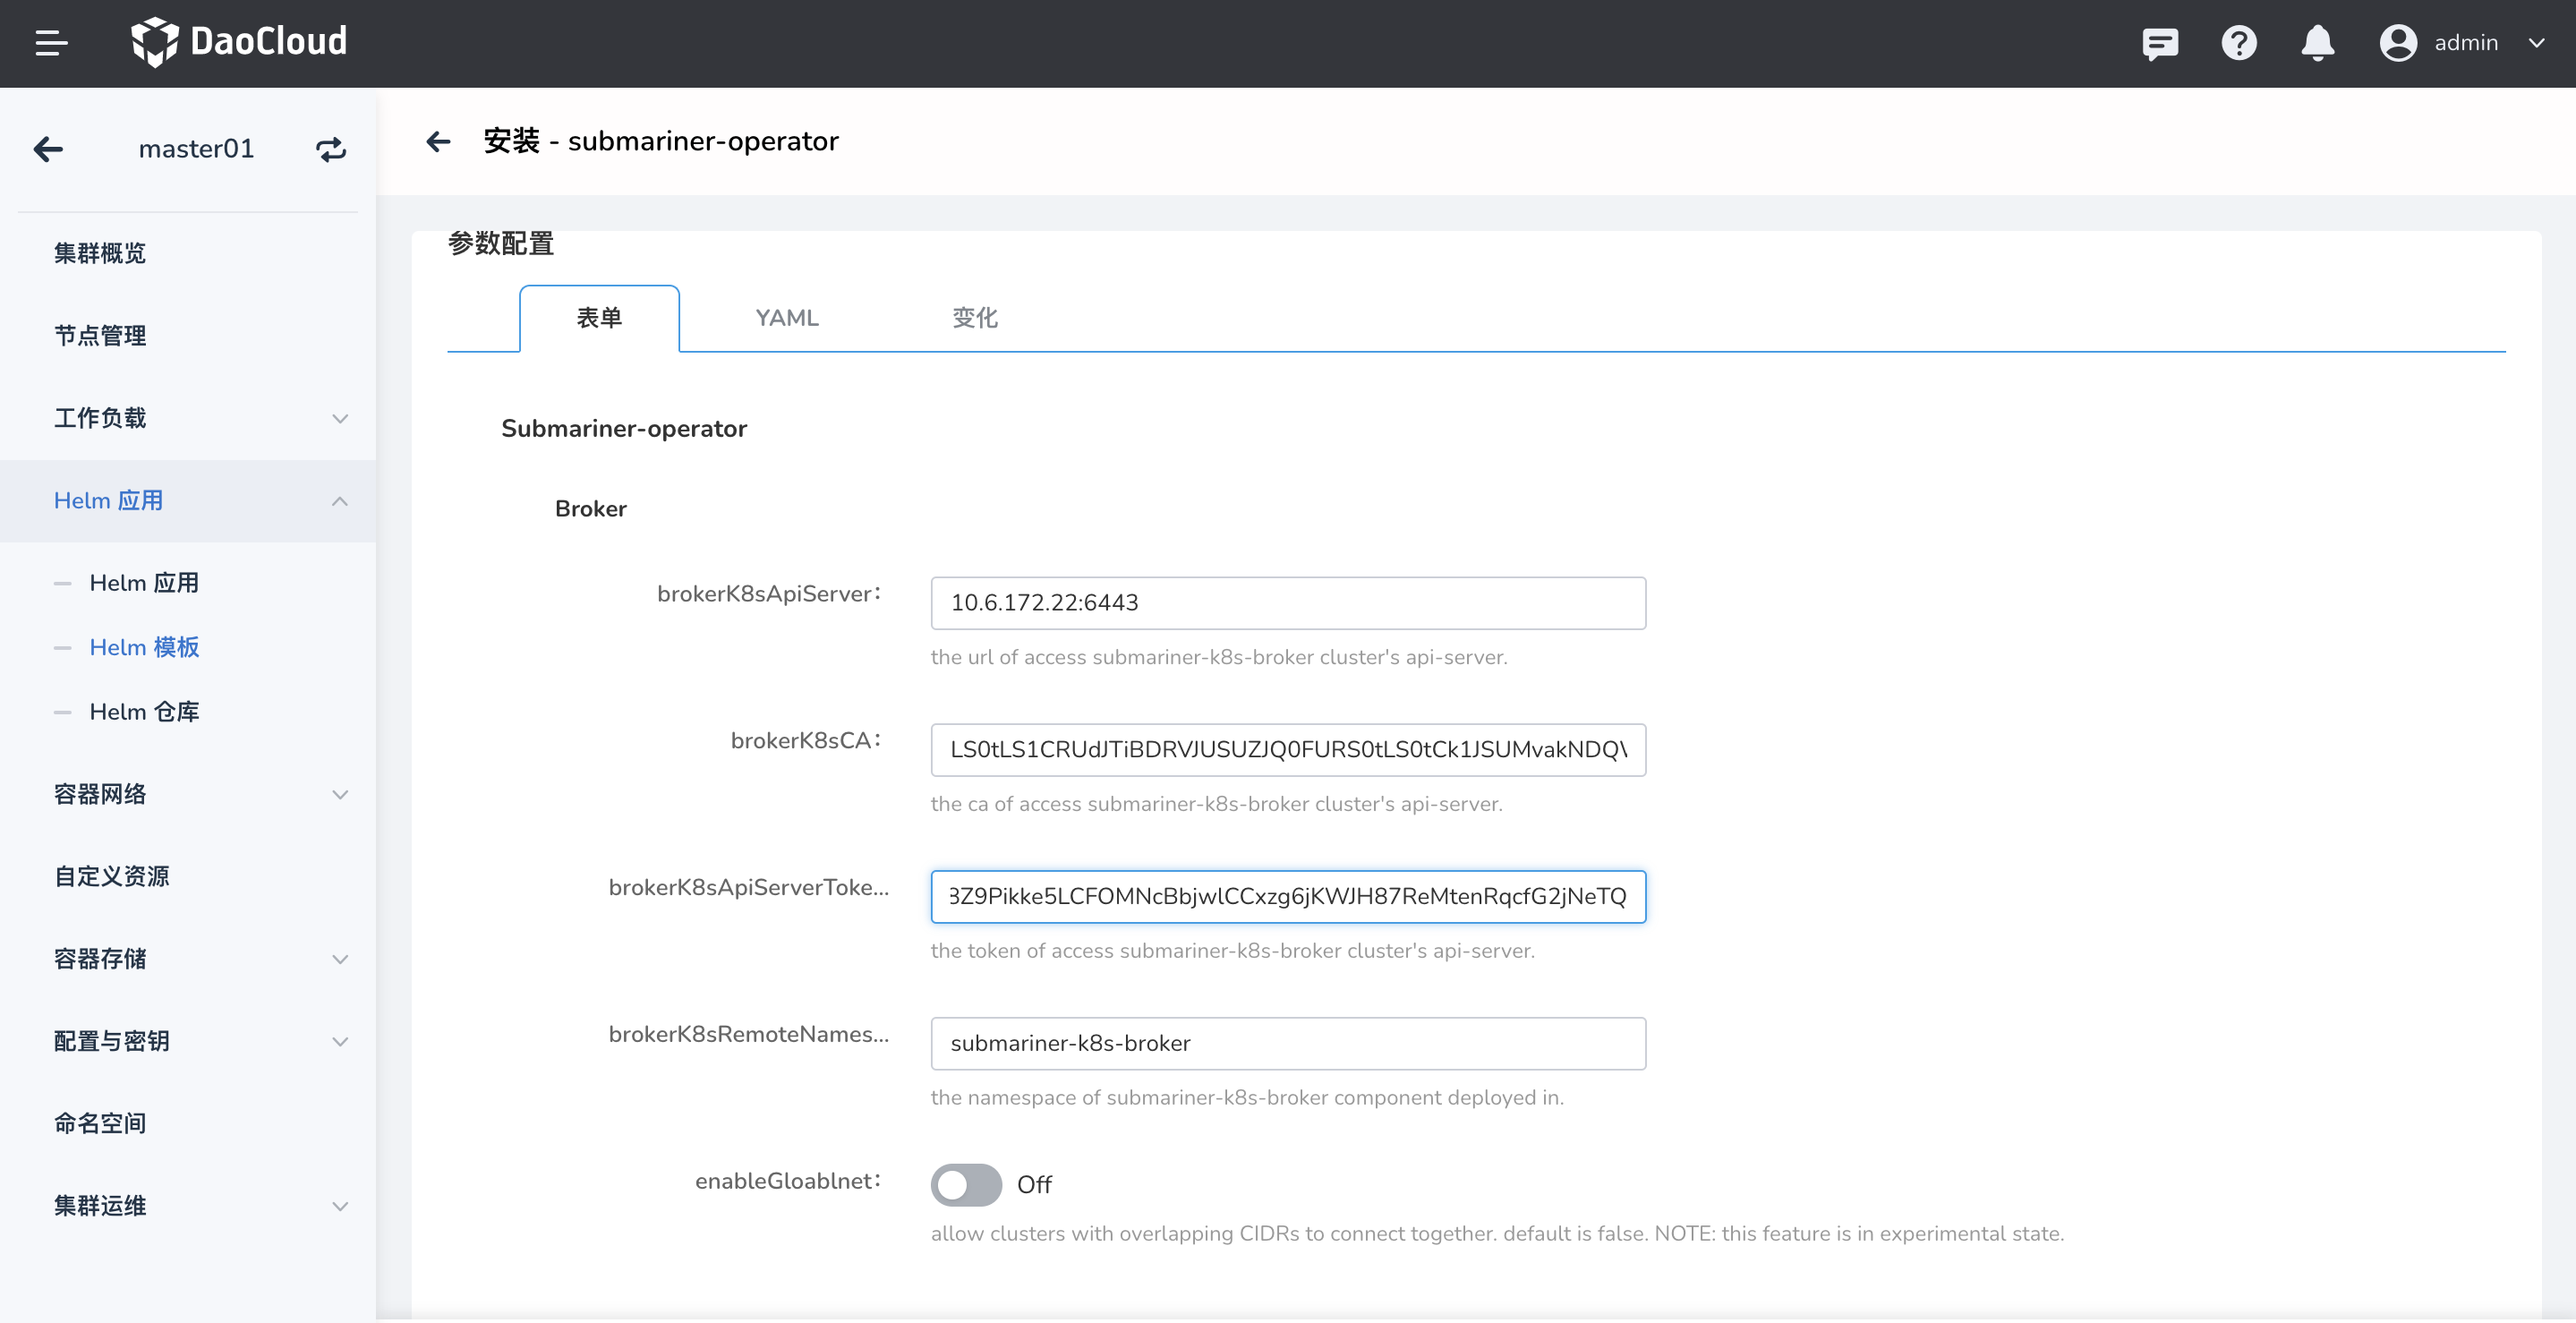 DaoCloud
admin
master01
集群概览
节点管理
工作负载
Helm 应用
Helm 应用
Helm 模板
Helm 仓库
容器网络
自定义资源
容器存储
配置与密钥
命名空间
集群运维
安装 - submariner-operator
参数配置
表单
YAML
变化
Submariner-operator
Broker
brokerK8sApiServer：
10.6.172.22:6443
the url of access submariner-k8s-broker cluster's api-server.
brokerK8sCA：
LS0tLS1CRUdJTiBDRVJUSUZJQ0FURS0tLS0tCk1JSUMvakNDQV
the ca of access submariner-k8s-broker cluster's api-server.
brokerK8sApiServerToke...
3Z9Pikke5LCFOMNcBbjwlCCxzg6jKWJH87ReMtenRqcfG2jNeTQ
the token of access submariner-k8s-broker cluster's api-server.
brokerK8sRemoteNames...
submariner-k8s-broker
the namespace of submariner-k8s-broker component deployed in.
enableGloablnet：
Off
allow clusters with overlapping CIDRs to connect together. default is false. NOTE: this feature is in experimental state.